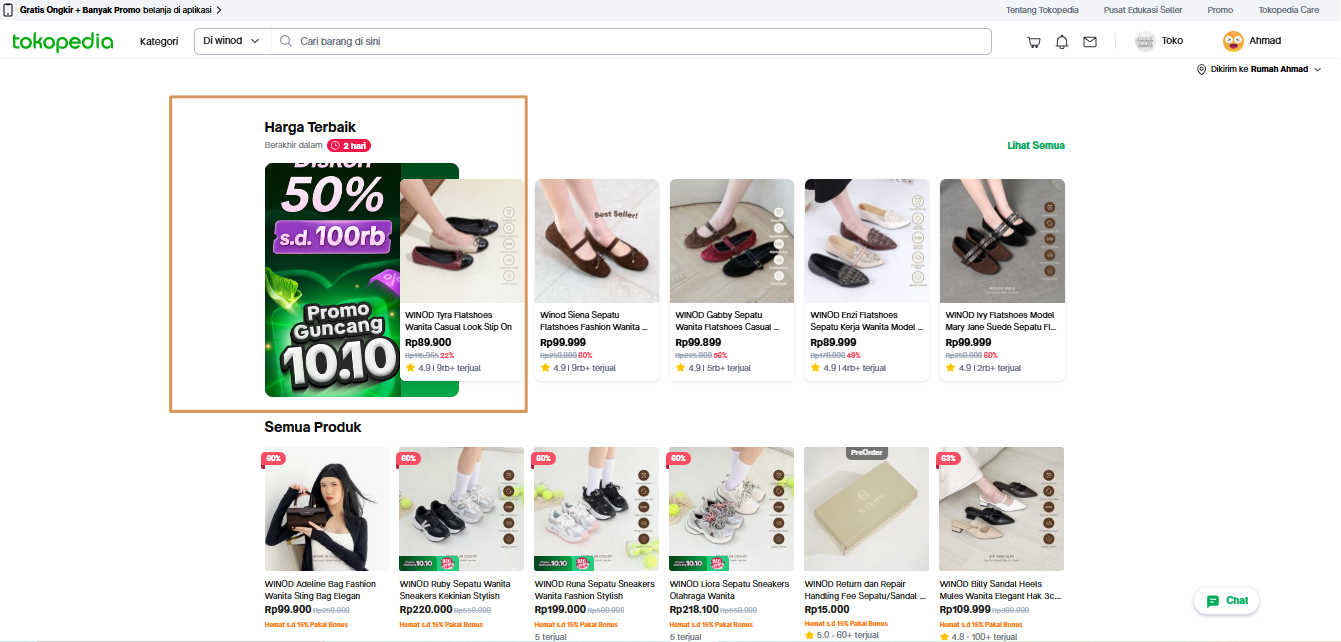 Gratis Ongkir + Banyak Promo belanja di aplikasi
Tentang Tokopedia
Pusat Edukasi Seller
Promo
Tokopedia Care
tokopedia
Kategori
Di winod
Cari barang di sini
Toko
Ahmad
Dikirim ke Rumah Ahmad
Harga Terbaik
Berakhir dalam
2 hari
Lihat Semua
Diskon
50%
s.d. 100rb
Promo
Guncang
10.10
WINOD Tyra Flatshoes
Wanita Casual Look Slip On
Rp89.900
Rp115.965 22%
4.9 | 9rb+ terjual
Best Seller!
Winod Siena Sepatu
Flatshoes Fashion Wanita ...
Rp99.999
Rp250.000 60%
4.9 | 9rb+ terjual
WINOD Gabby Sepatu
Wanita Flatshoes Casual ...
Rp99.899
Rp225.000 56%
4.9 | 5rb+ terjual
WINOD Enzi Flatshoes
Sepatu Kerja Wanita Model ...
Rp89.999
Rp178.000 49%
4.9 | 4rb+ terjual
WINOD Ivy Flatshoes Model
Mary Jane Suede Sepatu Fl...
Rp99.999
Rp250.000 60%
4.9 | 2rb+ terjual
Semua Produk
60%
WINOD Adeline Bag Fashion
Wanita Sling Bag Elegan
Rp99.900 Rp250.000
Hemat s.d 15% Pakai Bonus
60%
10.10
WINOD Ruby Sepatu Wanita
Sneakers Kekinian Stylish
Rp220.000 Rp550.000
Hemat s.d 15% Pakai Bonus
60%
10.10
WINOD Runa Sepatu Sneakers
Wanita Fashion Stylish
Rp199.000 Rp500.000
Hemat s.d 15% Pakai Bonus
5 terjual
60%
10.10
WINOD Liora Sepatu Sneakers
Olahraga Wanita
Rp218.100 Rp550.000
Hemat s.d 15% Pakai Bonus
5 terjual
PreOrder
WINOD
WINOD Return dan Repair
Handling Fee Sepatu/Sandal ...
Rp15.000
Hemat s.d 15% Pakai Bonus
5.0 · 60+ terjual
63%
WINOD Billy Sandal Heels
Mules Wanita Elegant Hak 3c...
Rp109.999 Rp300.000
Hemat s.d 15% Pakai Bonus
4.8 · 100+ terjual
Chat